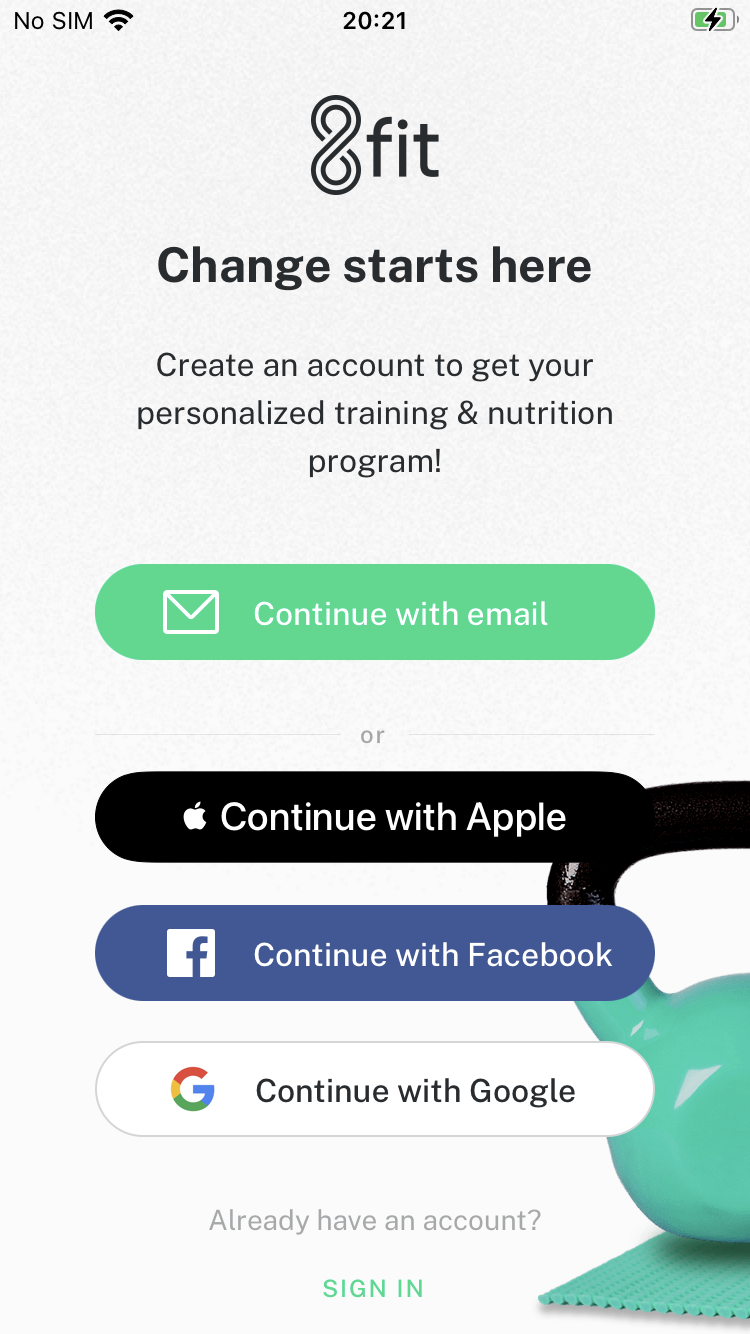 No SIM 20:21
8fit
Change starts here
Create an account to get your
personalized training & nutrition
program!
Continue with email
or
Continue with Apple
Continue with Facebook
Continue with Google
Already have an account?
SIGN IN